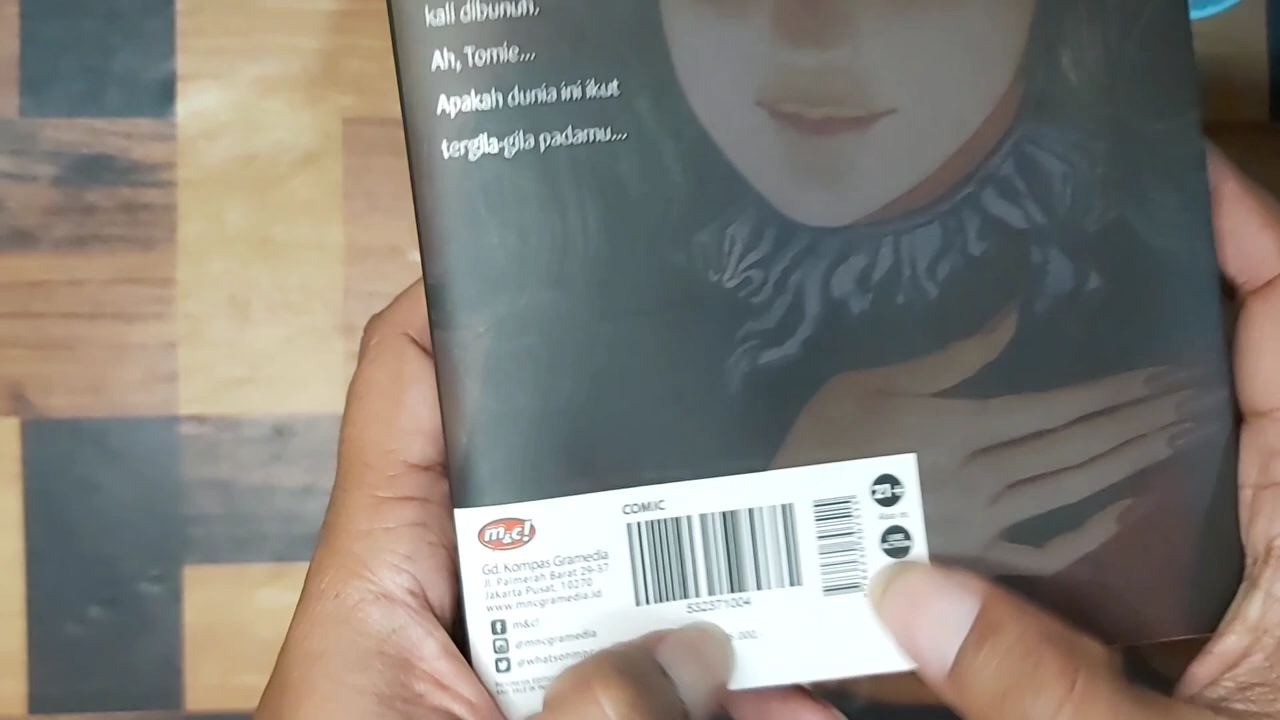 kali dibunuh,
Ah, Tomie...
Apakah dunia ini ikut
tergila-gila padamu...
m&c!
COMIC
Gd. Kompas Gramedia
Jl. Palmerah Barat 29-37
Jakarta Pusat, 10270
www.mncgramedia.id
m&c!
@mncgramedia
532371004